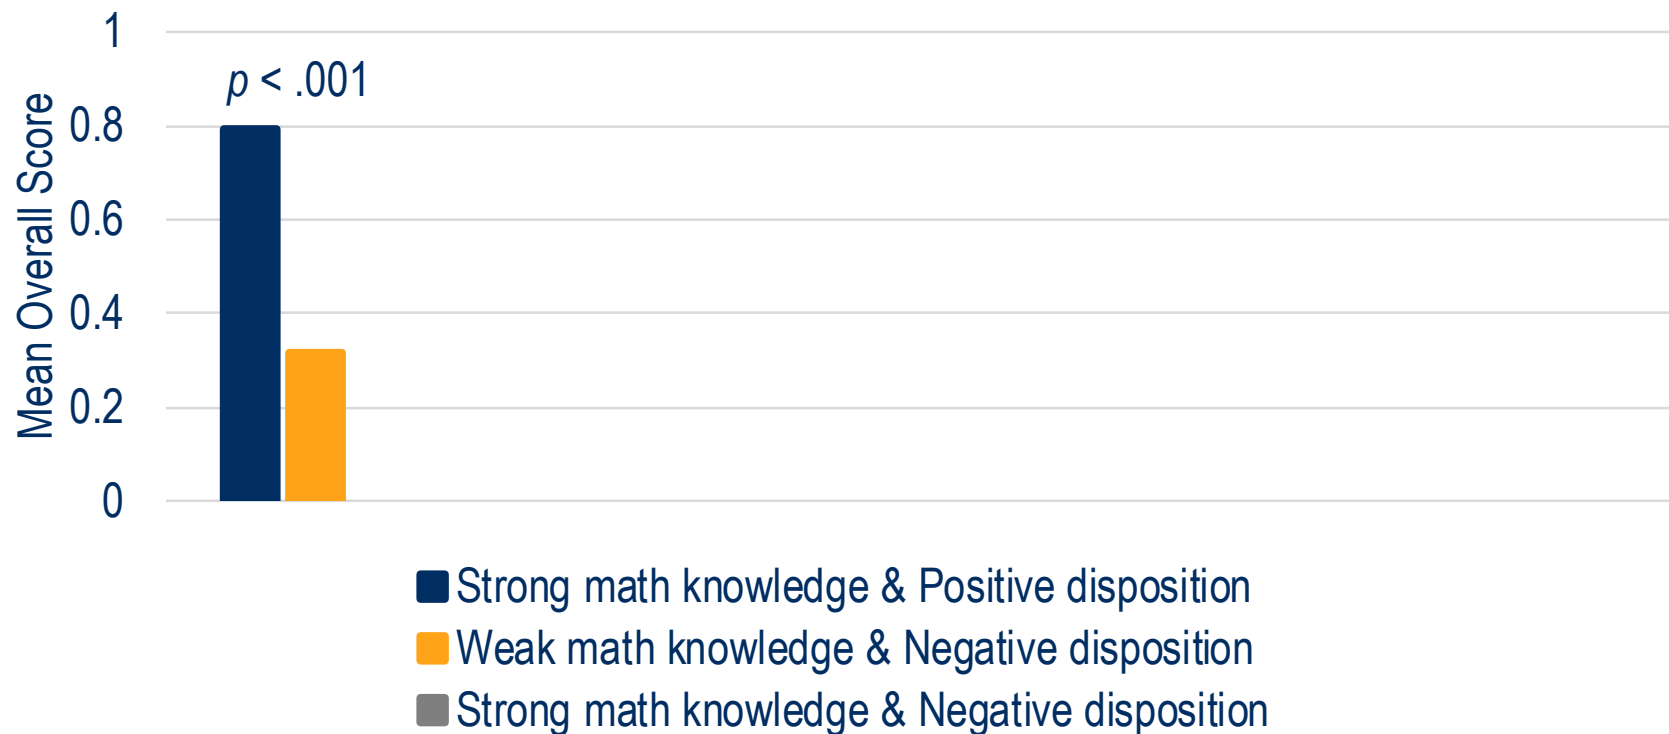 1
p < .001
0.8
0.6
0.4
0.2
0
Mean Overall Score
Strong math knowledge & Positive disposition
Weak math knowledge & Negative disposition
Strong math knowledge & Negative disposition